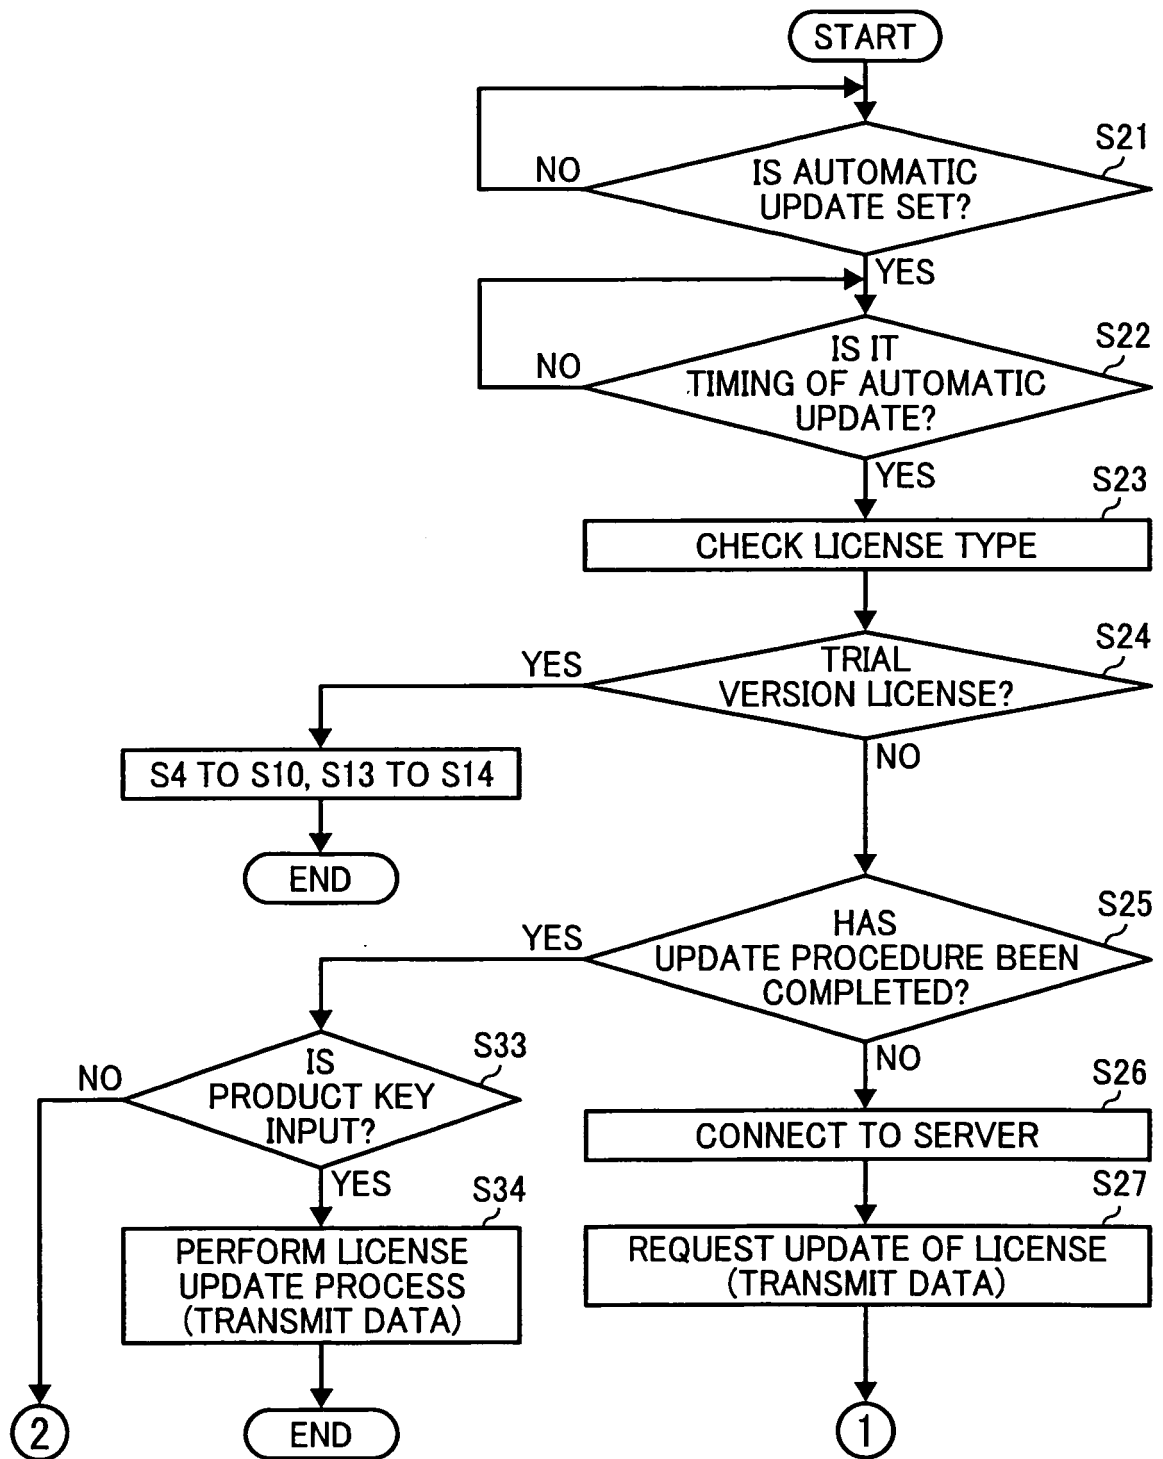 START
S21
NO
IS AUTOMATIC
UPDATE SET?
YES
S22
NO
IS IT
TIMING OF AUTOMATIC
UPDATE?
YES
S23
CHECK LICENSE TYPE
S24
YES
TRIAL
VERSION LICENSE?
NO
S4 TO S10, S13 TO S14
END
S25
YES
HAS
UPDATE PROCEDURE BEEN
COMPLETED?
NO
S33
NO
IS
PRODUCT KEY
INPUT?
YES
S26
CONNECT TO SERVER
S34
PERFORM LICENSE
UPDATE PROCESS
(TRANSMIT DATA)
S27
REQUEST UPDATE OF LICENSE
(TRANSMIT DATA)
2
END
1